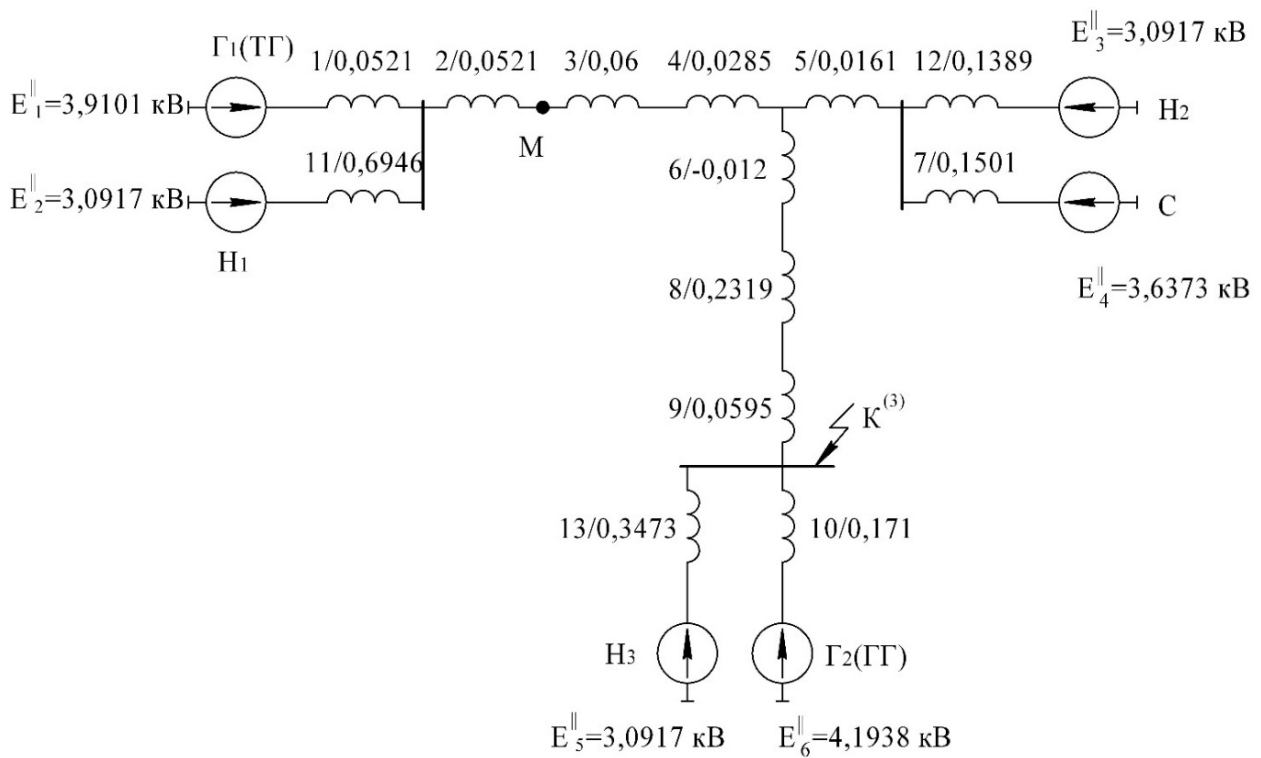 E"3=3,0917 кВ
Г1(ТГ)
1/0,0521 2/0,0521 3/0,06 4/0,0285 5/0,0161 12/0,1389
E"1=3,9101 кВ
Н2
М
11/0,6946
6/-0,012
7/0,1501
E"2=3,0917 кВ
С
Н1
8/0,2319
E"4=3,6373 кВ
9/0,0595
К(3)
13/0,3473
10/0,171
Н3
Г2(ГГ)
E"5=3,0917 кВ
E"6=4,1938 кВ